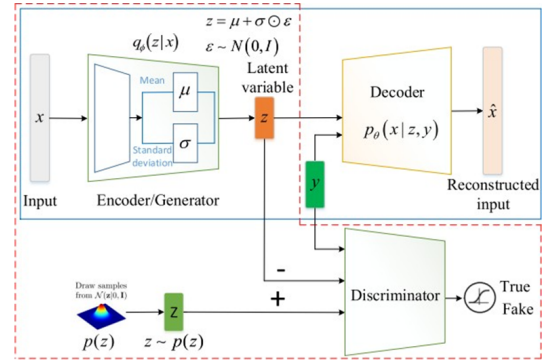 z = μ + σ ⊙ ε
q_ϕ(z|x)
ε ~ N(0, I)
Latent
variable
Mean
μ
Decoder
x
z
x̂
p_θ(x|z, y)
Standard
deviation
σ
y
Input
Encoder/Generator
Reconstructed
input
Draw samples
from N(z|0, I)
-
+
Discriminator
True
Fake
z
p(z)
z ~ p(z)